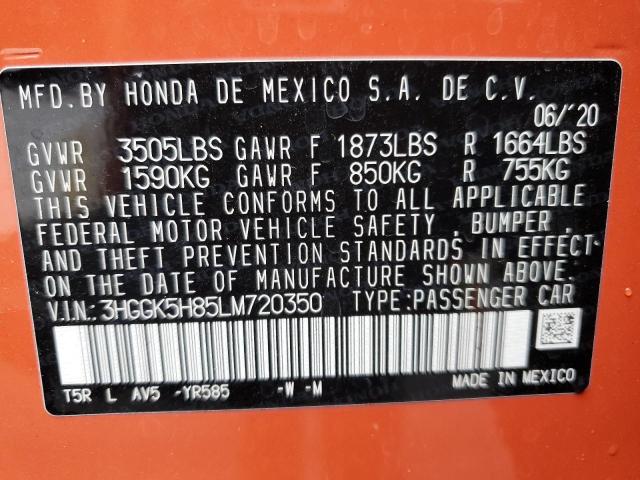 MFD.BY HONDA DE MEXICO S.A. DE C.V.
06/'20
GVWR 3505LBS GAWR F 1873LBS R 1664LBS
GVWR 1590KG GAWR F 850KG R 755KG
THIS VEHICLE CONFORMS TO ALL APPLICABLE
FEDERAL MOTOR VEHICLE SAFETY , BUMPER ,
AND THEFT PREVENTION STANDARDS IN EFFECT
ON THE DATE OF MANUFACTURE SHOWN ABOVE.
V.I.N.: 3HGGK5H85LM720350 TYPE:PASSENGER CAR
T5R L AV5 -YR585 -W -M
MADE IN MEXICO